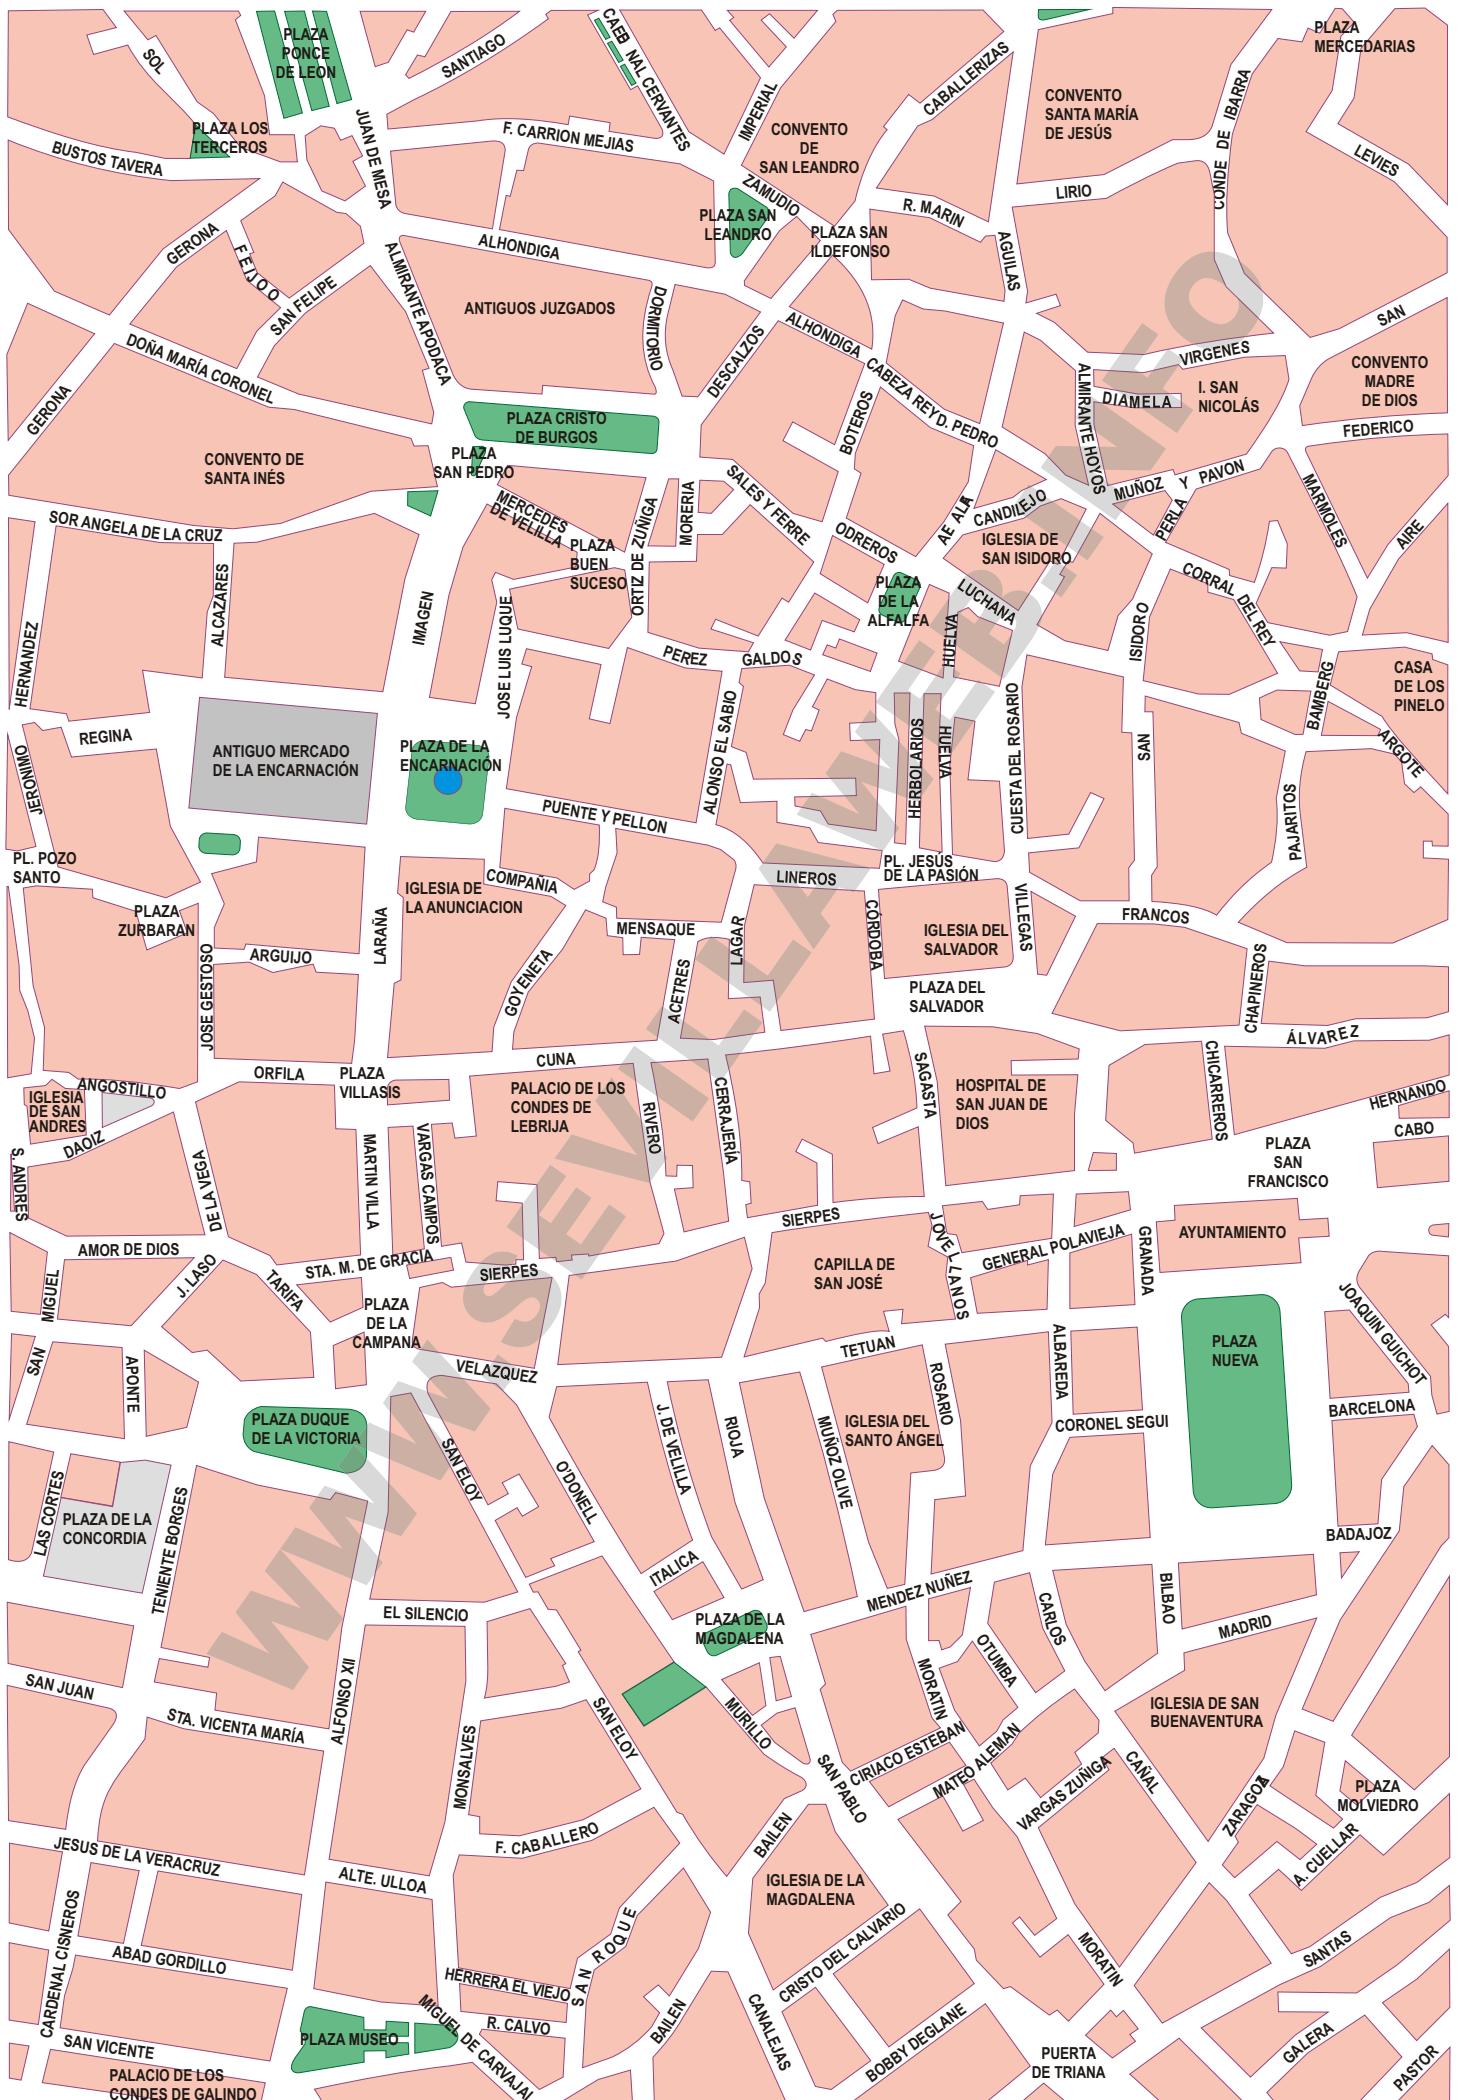 PLAZA
PONCE
DE LEON
SOL
SANTIAGO
NAL CERVANTES
IMPERIAL
CABALLERIZAS
PLAZA
MERCEDARIAS
CONVENTO
SANTA MARÍA
DE JESÚS
CONDE DE IBARRA
LEVIES
PLAZA LOS
TERCEROS
BUSTOS TAVERA
JUAN DE MESA
F. CARRION MEJIAS
CONVENTO
DE
SAN LEANDRO
ZAMUDIO
R. MARIN
LIRIO
PLAZA SAN
LEANDRO
PLAZA SAN
ILDEFONSO
AGUILAS
GERONA
FEIJOO
SAN FELIPE
ALMIRANTE APODACA
ALHONDIGA
ANTIGUOS JUZGADOS
DORMITORIO
DESCALZOS
ALHONDIGA
CABEZA REY D. PEDRO
SAN
VIRGENES
CONVENTO
MADRE
DE DIOS
DOÑA MARÍA CORONEL
GERONA
ALMIRANTE HOYOS
DIAMELA
I. SAN
NICOLÁS
FEDERICO
PLAZA CRISTO
DE BURGOS
BOTEROS
CONVENTO DE
SANTA INÉS
PLAZA
SAN PEDRO
MERCEDES
DE VELILLA
SALES Y FERRE
MUÑOZ Y PAVON
MARMOLES
AIRE
SOR ANGELA DE LA CRUZ
ORTIZ DE ZUÑIGA
MORERIA
ODREROS
CANDILEJO
PERLA
IGLESIA DE
SAN ISIDORO
PLAZA
BUEN
SUCESO
ALCAZARES
IMAGEN
JOSE LUIS LUQUE
PLAZA
DE LA
ALFALFA
LUCHANA
HUELVA
CORRAL DEL REY
HERNANDEZ
PEREZ GALDOS
ISIDORO
CASA
DE LOS
PINELO
BAMBERG
ARGOTE
REGINA
ANTIGUO MERCADO
DE LA ENCARNACIÓN
PLAZA DE LA
ENCARNACIÓN
ALONSO EL SABIO
HERBOLARIOS
HUELVA
CUESTA DEL ROSARIO
SAN
JERONIMO
PUENTE Y PELLON
PAJARITOS
PL. POZO
SANTO
IGLESIA DE
LA ANUNCIACION
COMPAÑIA
LINEROS
PL. JESÚS
DE LA PASIÓN
PLAZA
ZURBARAN
LARAÑA
MENSAQUE
LAGAR
CÓRDOBA
IGLESIA DEL
SALVADOR
VILLEGAS
FRANCOS
ARGUIJO
JOSE GESTOSO
GOYENETA
ACETRES
PLAZA DEL
SALVADOR
CHAPINEROS
ÁLVAREZ
CUNA
ORFILA
PLAZA
VILLASIS
PALACIO DE LOS
CONDES DE
LEBRIJA
SAGASTA
HOSPITAL DE
SAN JUAN DE
DIOS
CHICARREROS
HERNANDO
CABO
ANGOSTILLO
IGLESIA
DE SAN
ANDRES
DAOIZ
RIVERO
CERRAJERÍA
MARTIN VILLA
VARGAS CAMPOS
PLAZA
SAN
FRANCISCO
S. ANDRES
DE LA VEGA
SIERPES
JOVELLANOS
GENERAL POLAVIEJA
GRANADA
AYUNTAMIENTO
AMOR DE DIOS
J. LASO
TARIFA
STA. M. DE GRACIA
SIERPES
CAPILLA DE
SAN JOSÉ
MIGUEL
PLAZA
DE LA
CAMPANA
JOAQUIN GUICHOT
PLAZA
NUEVA
SAN
APONTE
VELAZQUEZ
TETUAN
ALBAREDA
ROSARIO
BARCELONA
PLAZA DUQUE
DE LA VICTORIA
SAN ELOY
J. DE VELILLA
RIOJA
MUÑOZ OLIVE
IGLESIA DEL
SANTO ÁNGEL
CORONEL SEGUI
LAS CORTES
PLAZA DE LA
CONCORDIA
TENIENTE BORGES
O'DONELL
BADAJOZ
ITALICA
MENDEZ NUÑEZ
CARLOS
BILBAO
MADRID
EL SILENCIO
PLAZA DE LA
MAGDALENA
OTUMBA
MORATIN
SAN JUAN
STA. VICENTA MARÍA
ALFONSO XII
MONSALVES
SAN ELOY
MURILLO
SAN PABLO
CIRIACO ESTEBAN
MATEO ALEMAN
VARGAS ZUÑIGA
CAÑAL
IGLESIA DE SAN
BUENAVENTURA
ZARAGOZA
PLAZA
MOLVIEDRO
A. CUELLAR
JESUS DE LA VERACRUZ
ALTE. ULLOA
F. CABALLERO
BAILEN
IGLESIA DE LA
MAGDALENA
CARDENAL CISNEROS
ABAD GORDILLO
SAN ROQUE
CRISTO DEL CALVARIO
MORATIN
SANTAS
HERRERA EL VIEJO
R. CALVO
MIGUEL DE CARVAJAL
PLAZA MUSEO
SAN VICENTE
PALACIO DE LOS
CONDES DE GALINDO
BAILEN
CANALEJAS
BOBBY DEGLANE
PUERTA
DE TRIANA
GALERA
PASTOR
WWW.SEVILLAWEB.INFO